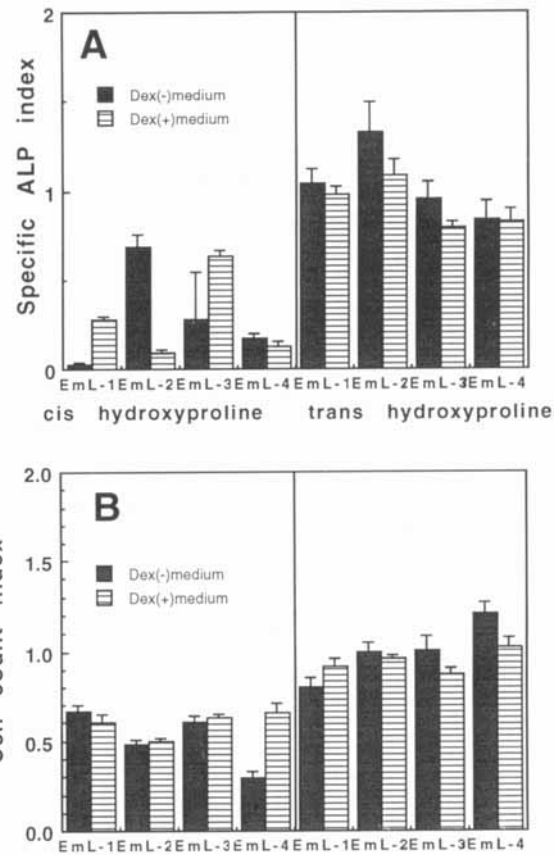 2
A
Dex(-)medium
Dex(+)medium
1
Specific ALP index
0
EmL-1 EmL-2 EmL-3 EmL-4 EmL-1 EmL-2 EmL-3 EmL-4
cis hydroxyproline trans hydroxyproline
2.0
B
1.5
Dex(-)medium
Dex(+)medium
1.0
count index
0.5
0.0
EmL-1 EmL-2 EmL-3 EmL-4 EmL-1 EmL-2 EmL-3 EmL-4